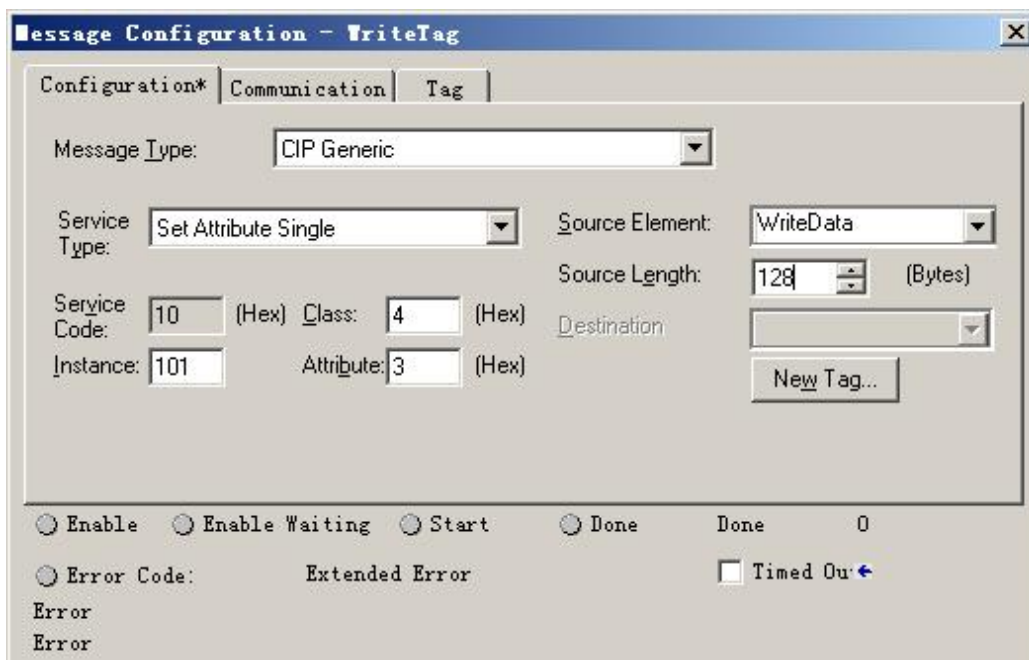 Message Configuration - WriteTag
Configuration* Communication Tag
Message Type: CIP Generic
Service Type: Set Attribute Single
Source Element: WriteData
Source Length: 128 (Bytes)
Service Code: 10 (Hex) Class: 4 (Hex)
Destination
Instance: 101 Attribute: 3 (Hex)
New Tag...
Enable Enable Waiting Start Done Done 0
Error Code: Extended Error Timed Ou
Error
Error